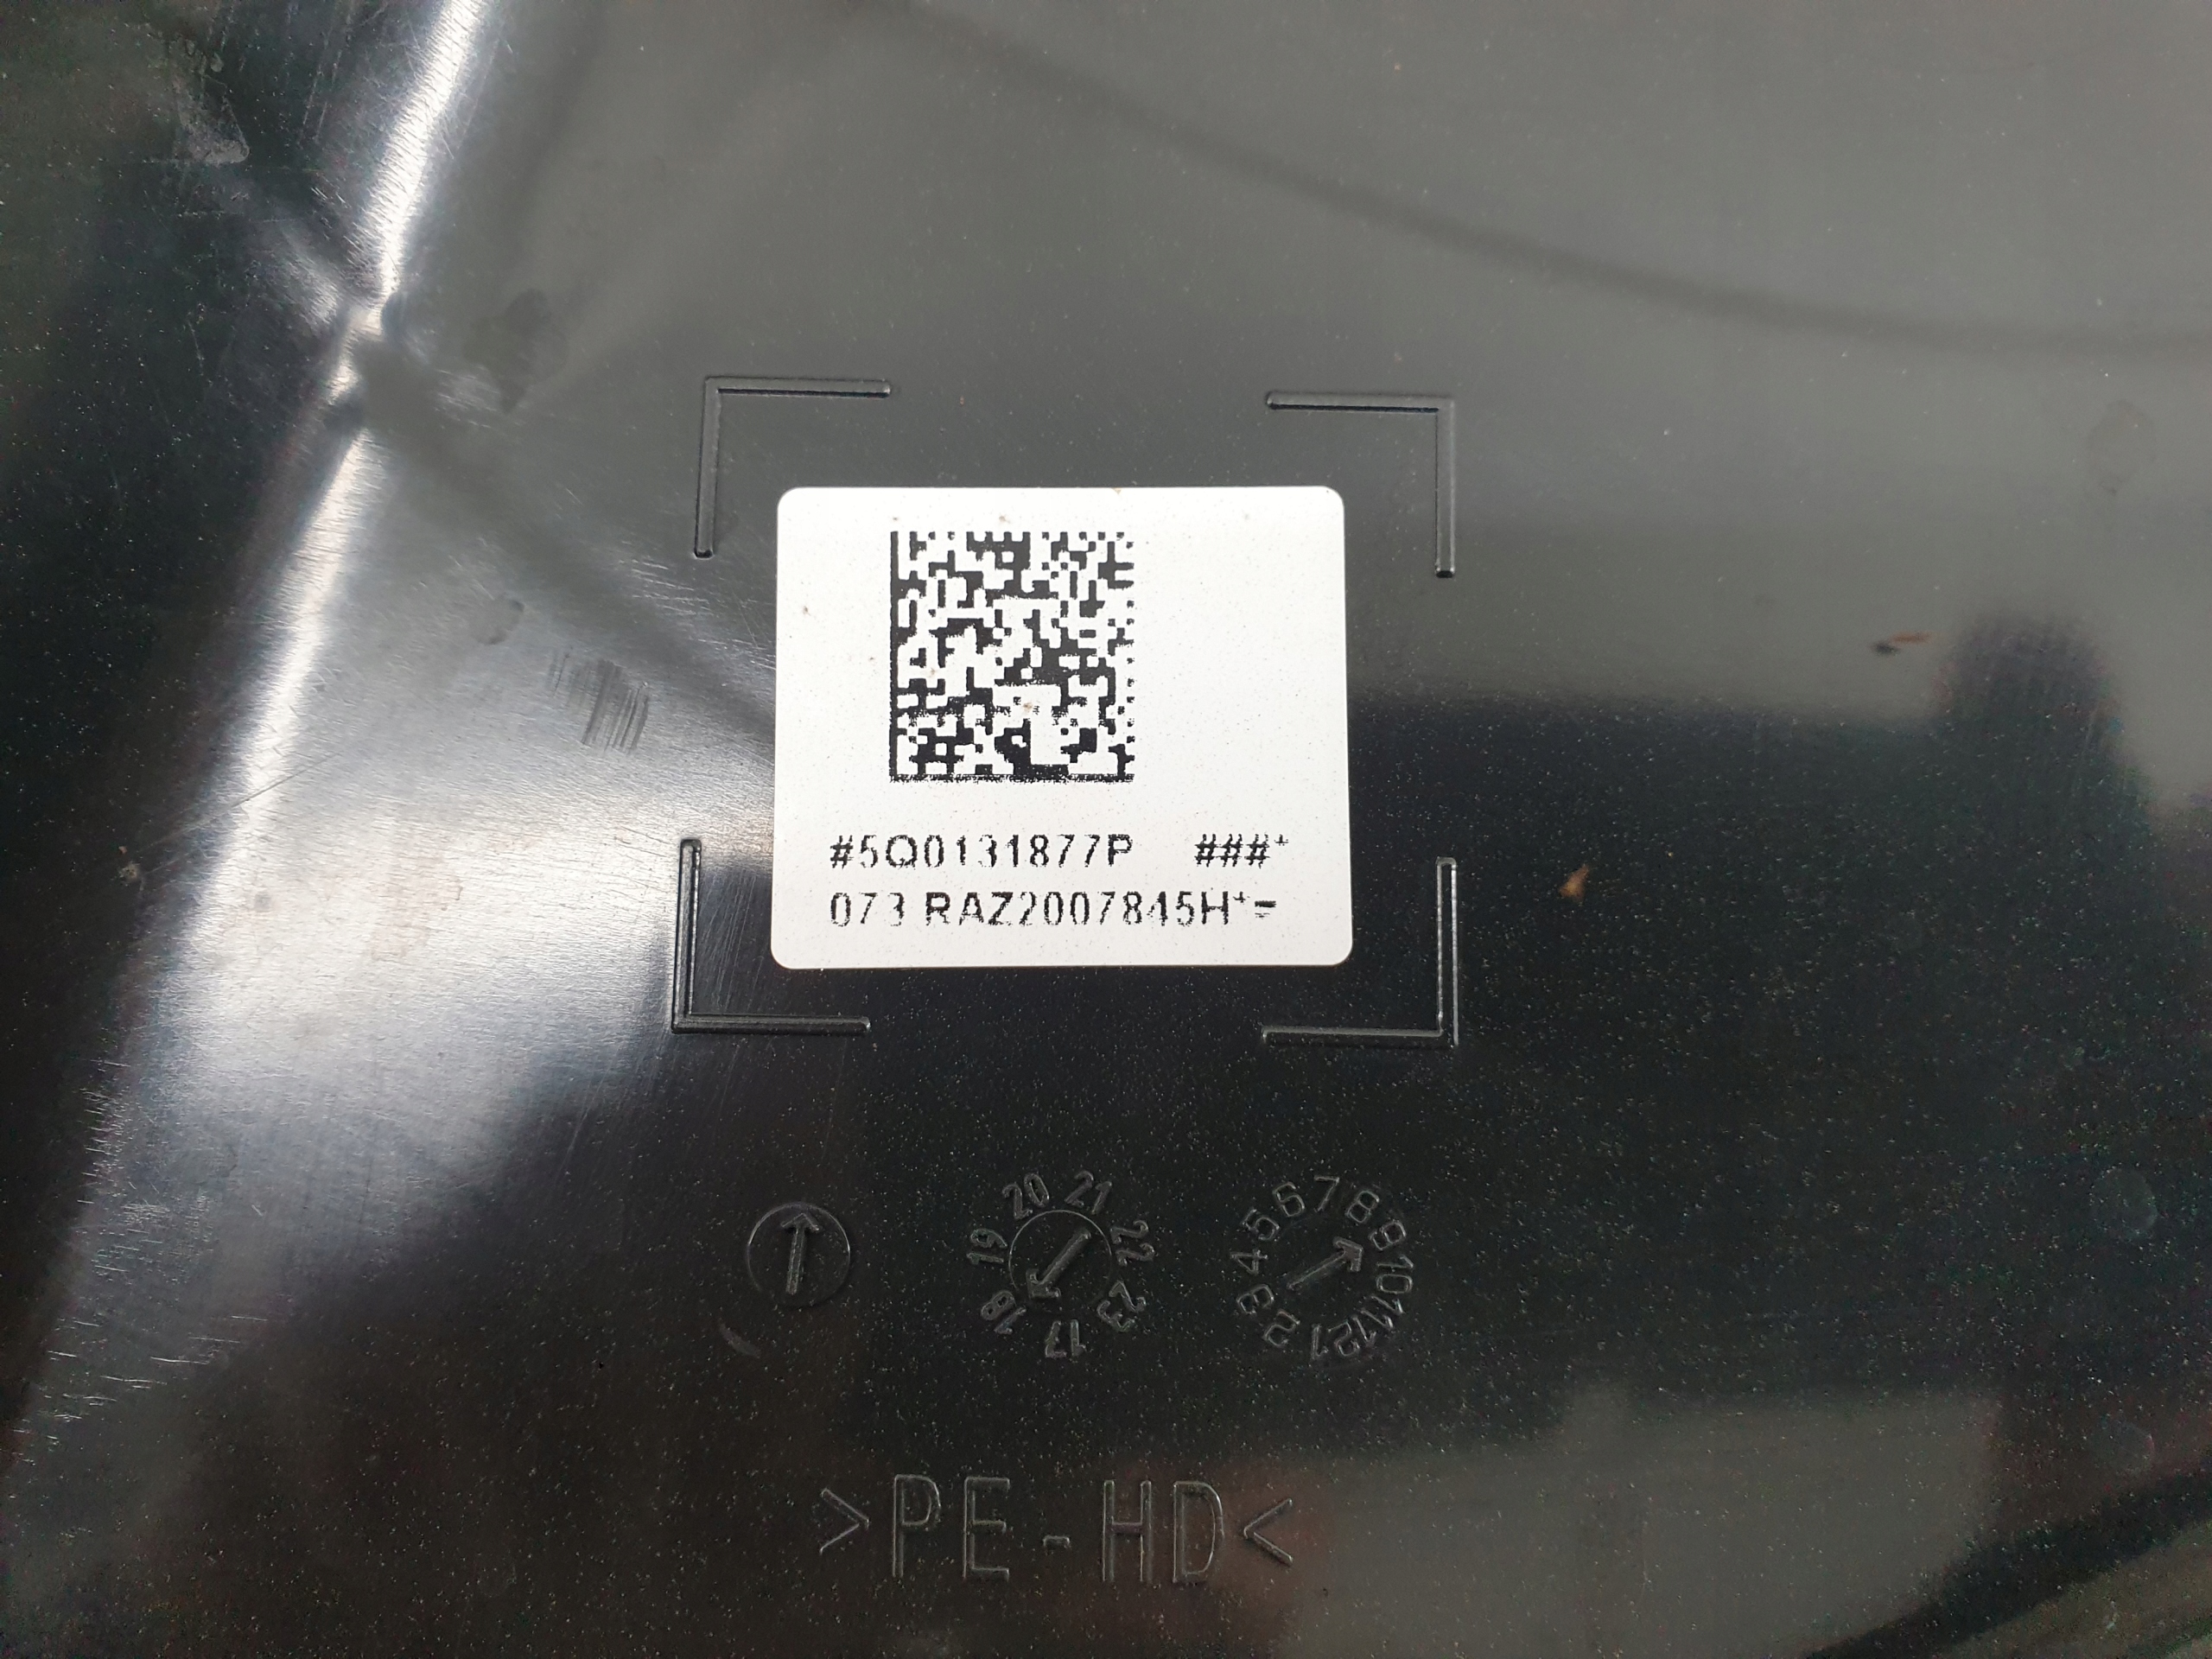 #5Q0131877P ###+
073 RAZ2007845H+=
17 18 19 20 21 22 23
1 2 3 4 5 6 7 8 9 10 11 12
>PE-HD<